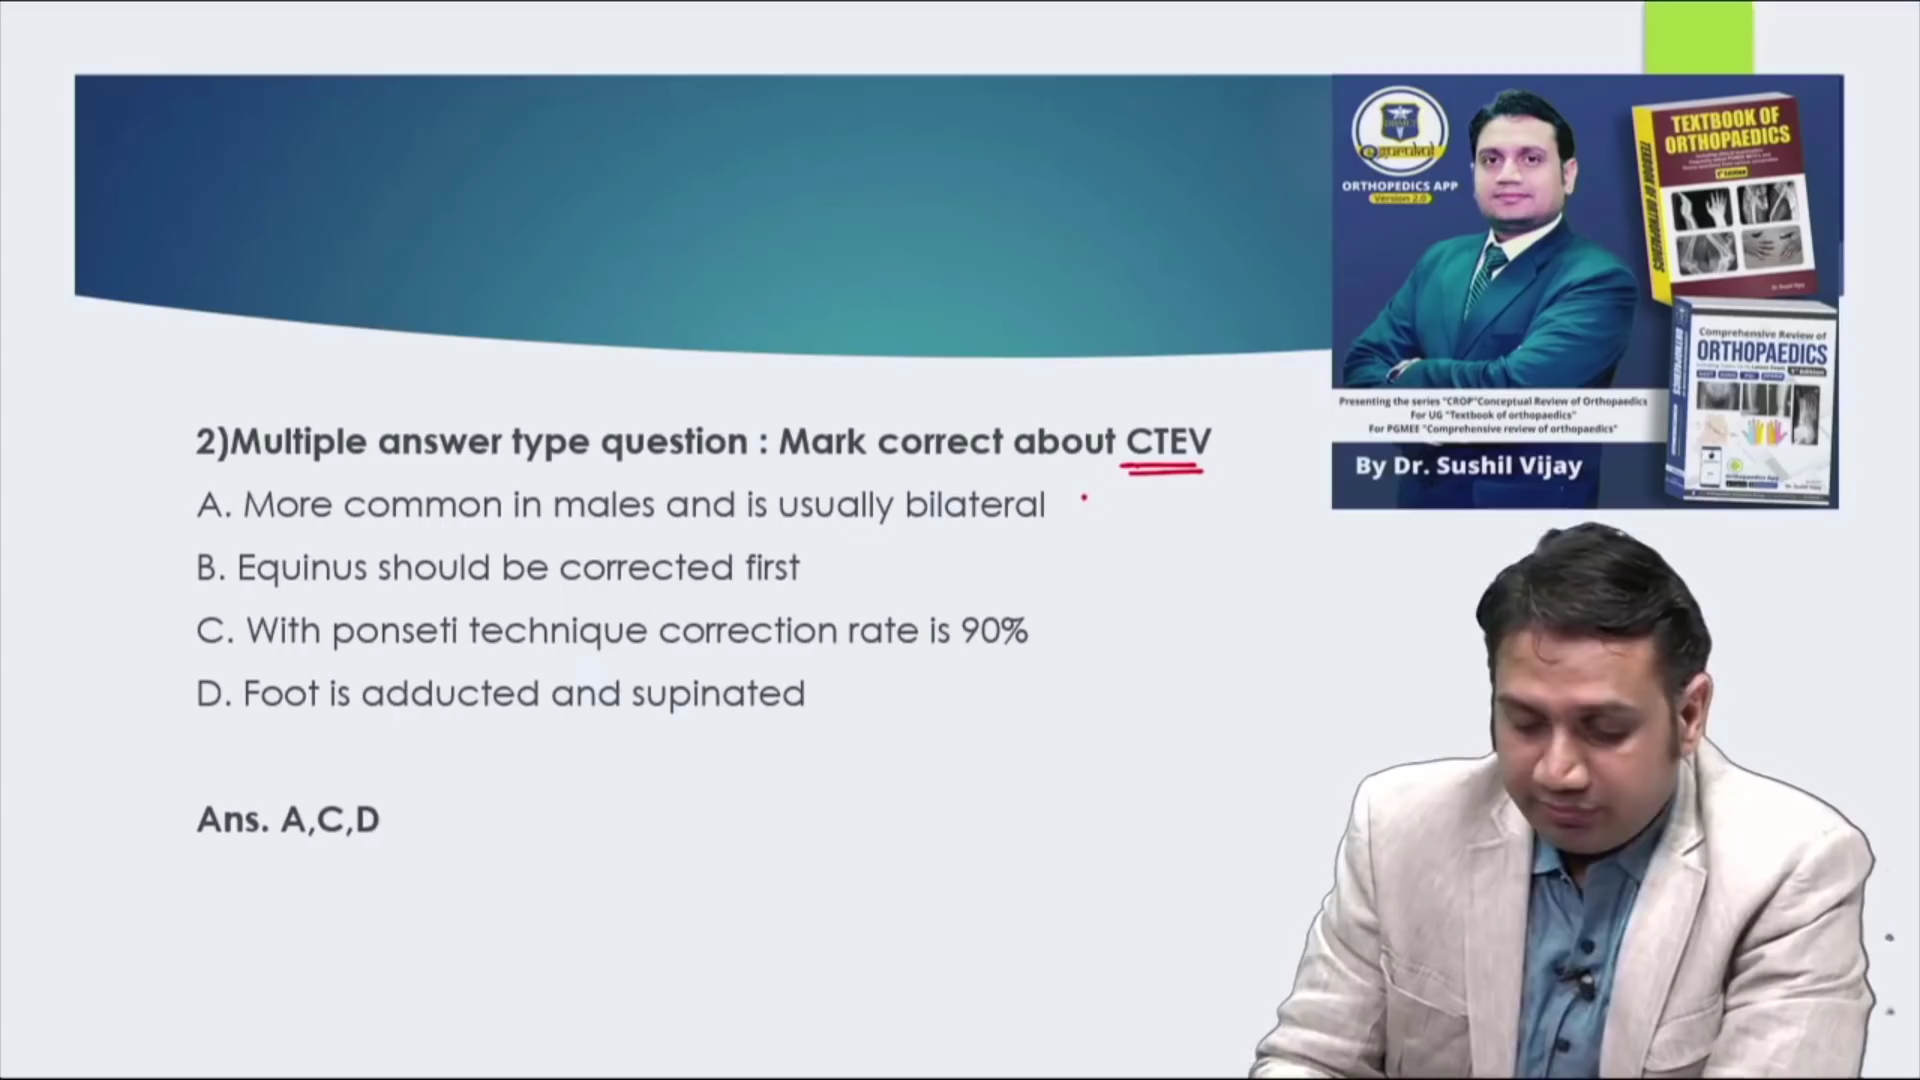 2)Multiple answer type question : Mark correct about CTEV
A. More common in males and is usually bilateral
B. Equinus should be corrected first
C. With ponseti technique correction rate is 90%
D. Foot is adducted and supinated
Ans. A,C,D
egurukul
ORTHOPEDICS APP
Version 2.0
TEXTBOOK OF
ORTHOPAEDICS
Comprehensive Review of
ORTHOPAEDICS
Presenting the series "CROP"Conceptual Review of Orthopaedics
For UG "Textbook of orthopaedics"
For PGMEE "Comprehensive review of orthopaedics"
By Dr. Sushil Vijay